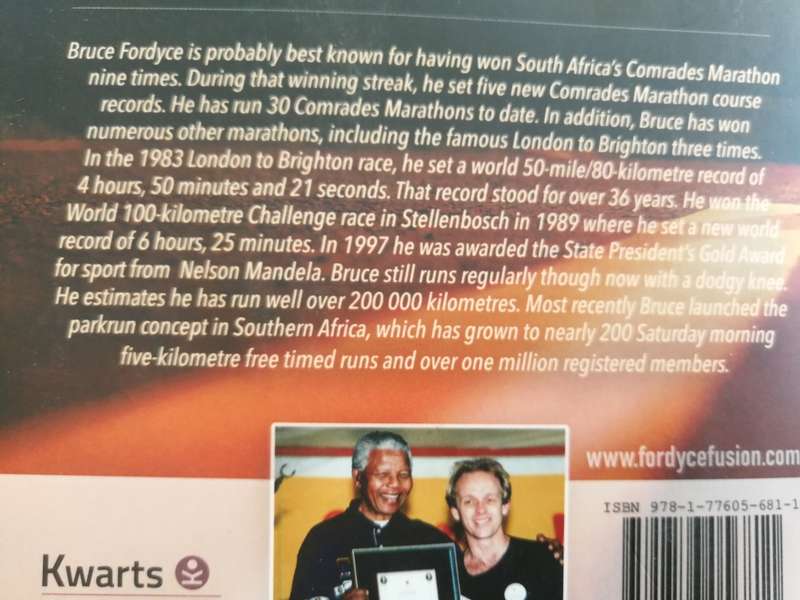 Bruce Fordyce is probably best known for having won South Africa's Comrades Marathon
nine times. During that winning streak, he set five new Comrades Marathon course
records. He has run 30 Comrades Marathons to date. In addition, Bruce has won
numerous other marathons, including the famous London to Brighton three times.
In the 1983 London to Brighton race, he set a world 50-mile/80-kilometre record of
4 hours, 50 minutes and 21 seconds. That record stood for over 36 years. He won the
World 100-kilometre Challenge race in Stellenbosch in 1989 where he set a new world
record of 6 hours, 25 minutes. In 1997 he was awarded the State President's Gold Award
for sport from Nelson Mandela. Bruce still runs regularly though now with a dodgy knee.
He estimates he has run well over 200 000 kilometres. Most recently Bruce launched the
parkrun concept in Southern Africa, which has grown to nearly 200 Saturday morning
five-kilometre free timed runs and over one million registered members.
www.fordycefusion.com
ISBN 978-1-77605-681-1
Kwarts